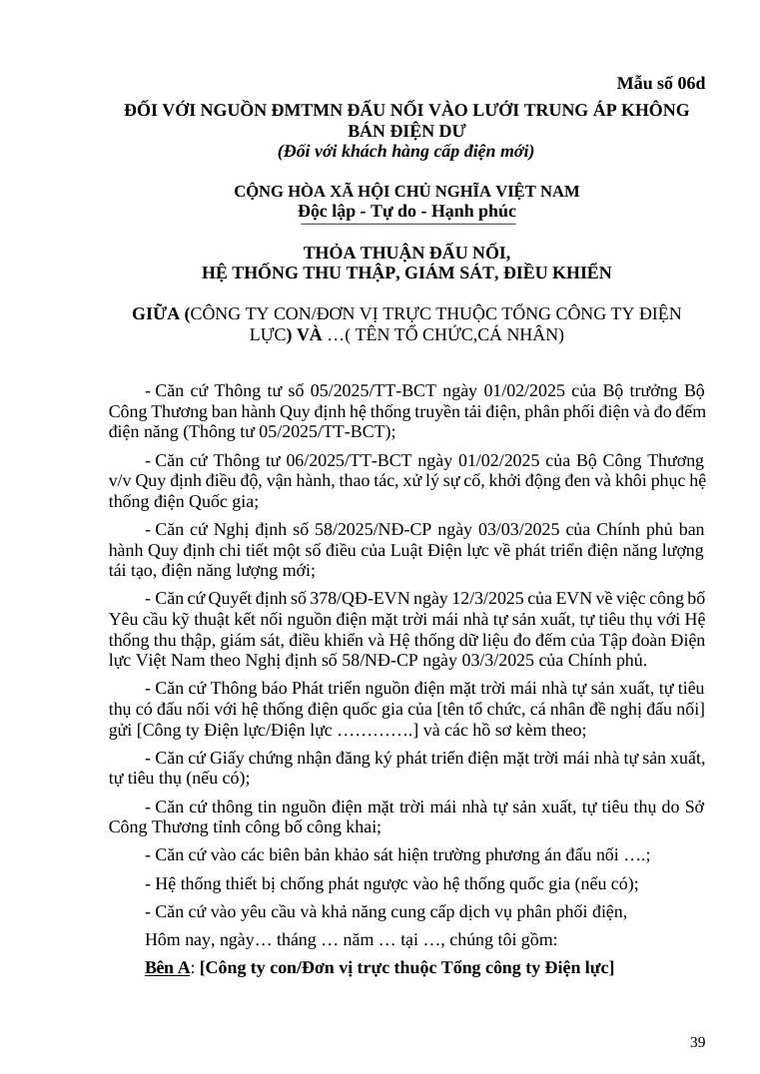 Mẫu số 06d
ĐỐI VỚI NGUỒN ĐMTMN ĐẤU NỐI VÀO LƯỚI TRUNG ÁP KHÔNG
BÁN ĐIỆN DƯ
(Đối với khách hàng cấp điện mới)
CỘNG HÒA XÃ HỘI CHỦ NGHĨA VIỆT NAM
Độc lập - Tự do - Hạnh phúc
THỎA THUẬN ĐẤU NỐI,
HỆ THỐNG THU THẬP, GIÁM SÁT, ĐIỀU KHIỂN
GIỮA (CÔNG TY CON/ĐƠN VỊ TRỰC THUỘC TỔNG CÔNG TY ĐIỆN
LỰC) VÀ …( TÊN TỔ CHỨC,CÁ NHÂN)
- Căn cứ Thông tư số 05/2025/TT-BCT ngày 01/02/2025 của Bộ trưởng Bộ
Công Thương ban hành Quy định hệ thống truyền tải điện, phân phối điện và đo đếm
điện năng (Thông tư 05/2025/TT-BCT);
- Căn cứ Thông tư 06/2025/TT-BCT ngày 01/02/2025 của Bộ Công Thương
v/v Quy định điều độ, vận hành, thao tác, xử lý sự cố, khởi động đen và khôi phục hệ
thống điện Quốc gia;
- Căn cứ Nghị định số 58/2025/NĐ-CP ngày 03/03/2025 của Chính phủ ban
hành Quy định chi tiết một số điều của Luật Điện lực về phát triển điện năng lượng
tái tạo, điện năng lượng mới;
- Căn cứ Quyết định số 378/QĐ-EVN ngày 12/3/2025 của EVN về việc công bố
Yêu cầu kỹ thuật kết nối nguồn điện mặt trời mái nhà tự sản xuất, tự tiêu thụ với Hệ
thống thu thập, giám sát, điều khiển và Hệ thống dữ liệu đo đếm của Tập đoàn Điện
lực Việt Nam theo Nghị định số 58/NĐ-CP ngày 03/3/2025 của Chính phủ.
- Căn cứ Thông báo Phát triển nguồn điện mặt trời mái nhà tự sản xuất, tự tiêu
thụ có đấu nối với hệ thống điện quốc gia của [tên tổ chức, cá nhân đề nghị đấu nối]
gửi [Công ty Điện lực/Điện lực ………….] và các hồ sơ kèm theo;
- Căn cứ Giấy chứng nhận đăng ký phát triển điện mặt trời mái nhà tự sản xuất,
tự tiêu thụ (nếu có);
- Căn cứ thông tin nguồn điện mặt trời mái nhà tự sản xuất, tự tiêu thụ do Sở
Công Thương tỉnh công bố công khai;
- Căn cứ vào các biên bản khảo sát hiện trường phương án đấu nối ….;
- Hệ thống thiết bị chống phát ngược vào hệ thống quốc gia (nếu có);
- Căn cứ vào yêu cầu và khả năng cung cấp dịch vụ phân phối điện,
Hôm nay, ngày… tháng … năm … tại …, chúng tôi gồm:
Bên A: [Công ty con/Đơn vị trực thuộc Tổng công ty Điện lực]
39